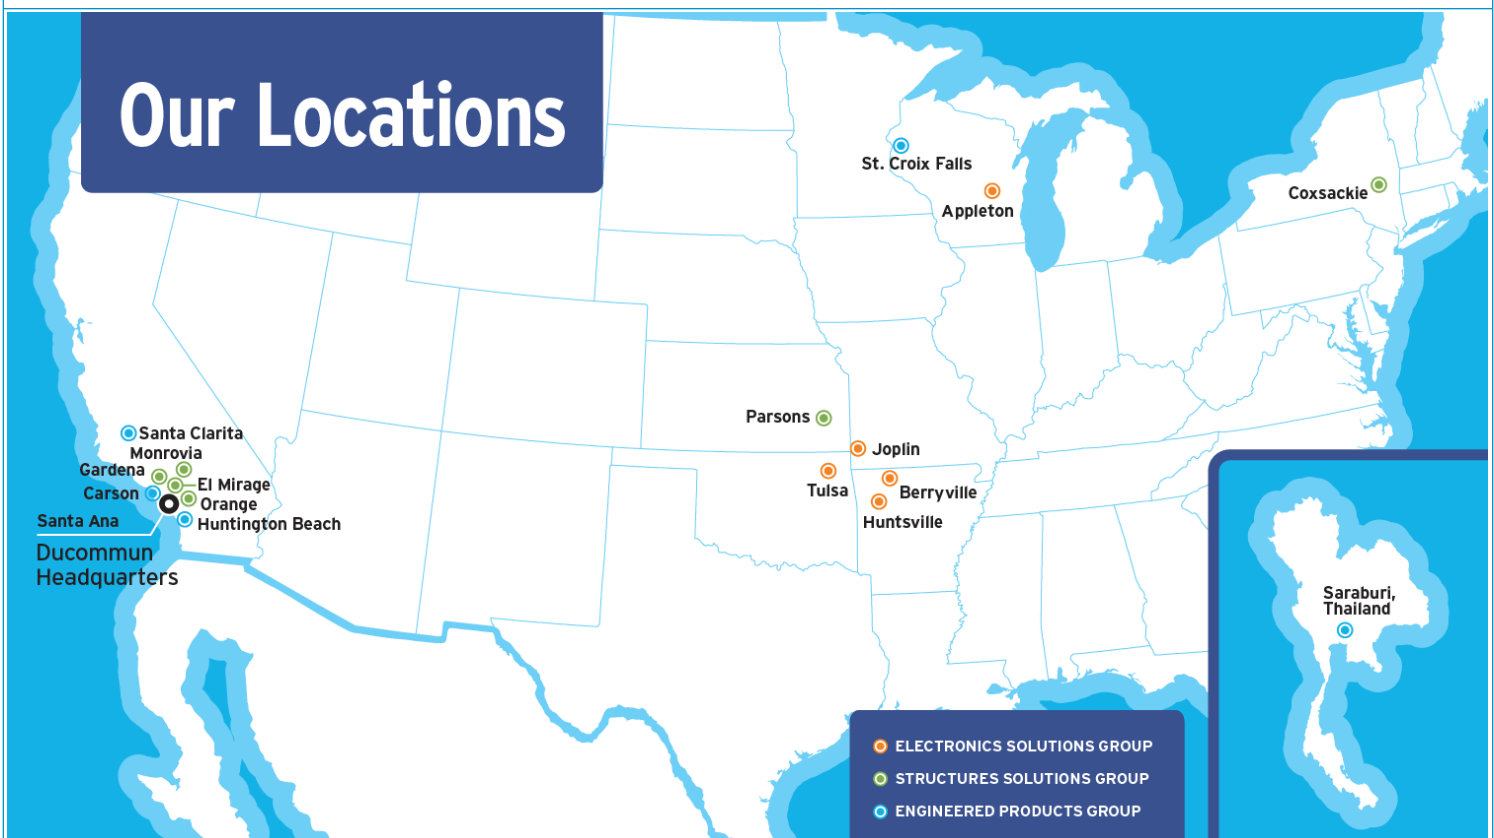 Our Locations
St. Croix Falls
Appleton
Coxsackie
Parsons
Joplin
Tulsa
Berryville
Huntsville
Santa Clarita
Monrovia
Gardena
El Mirage
Carson
Orange
Santa Ana
Huntington Beach
Ducommun
Headquarters
Saraburi,
Thailand
ELECTRONICS SOLUTIONS GROUP
STRUCTURES SOLUTIONS GROUP
ENGINEERED PRODUCTS GROUP